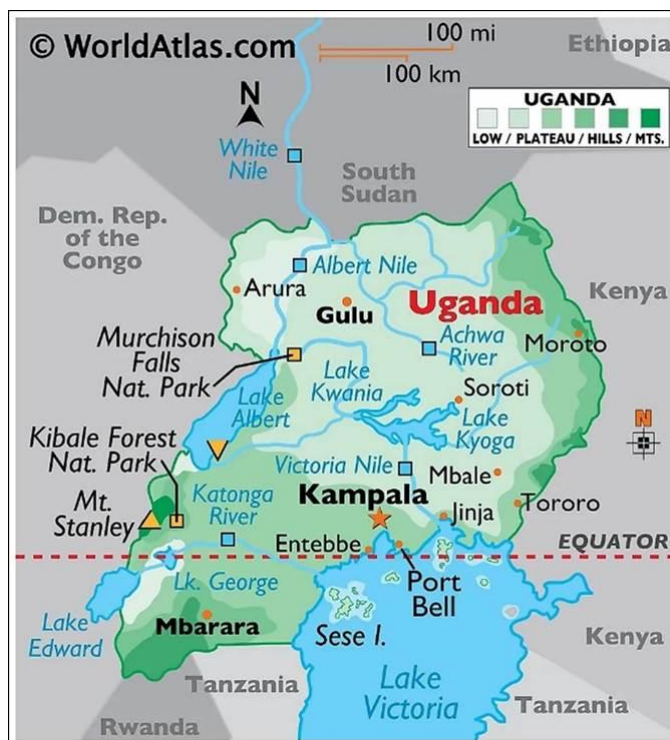 © WorldAtlas.com
100 mi
100 km
Ethiopia
N
UGANDA
LOW / PLATEAU / HILLS / MTS.
White
Nile
South
Sudan
Dem. Rep.
of the
Congo
Albert Nile
Arura
Gulu
Uganda
Kenya
Murchison
Falls
Nat. Park
Achwa
River
Moroto
Lake
Kwania
Lake
Albert
Soroti
Lake
Kyoga
N
Kibale Forest
Nat. Park
Victoria Nile
Mbale
Mt.
Stanley
Katonga
River
Kampala
Jinja
Tororo
Entebbe
EQUATOR
Port
Bell
Lk. George
Lake
Edward
Mbarara
Sese I.
Kenya
Tanzania
Lake
Victoria
Tanzania
Rwanda